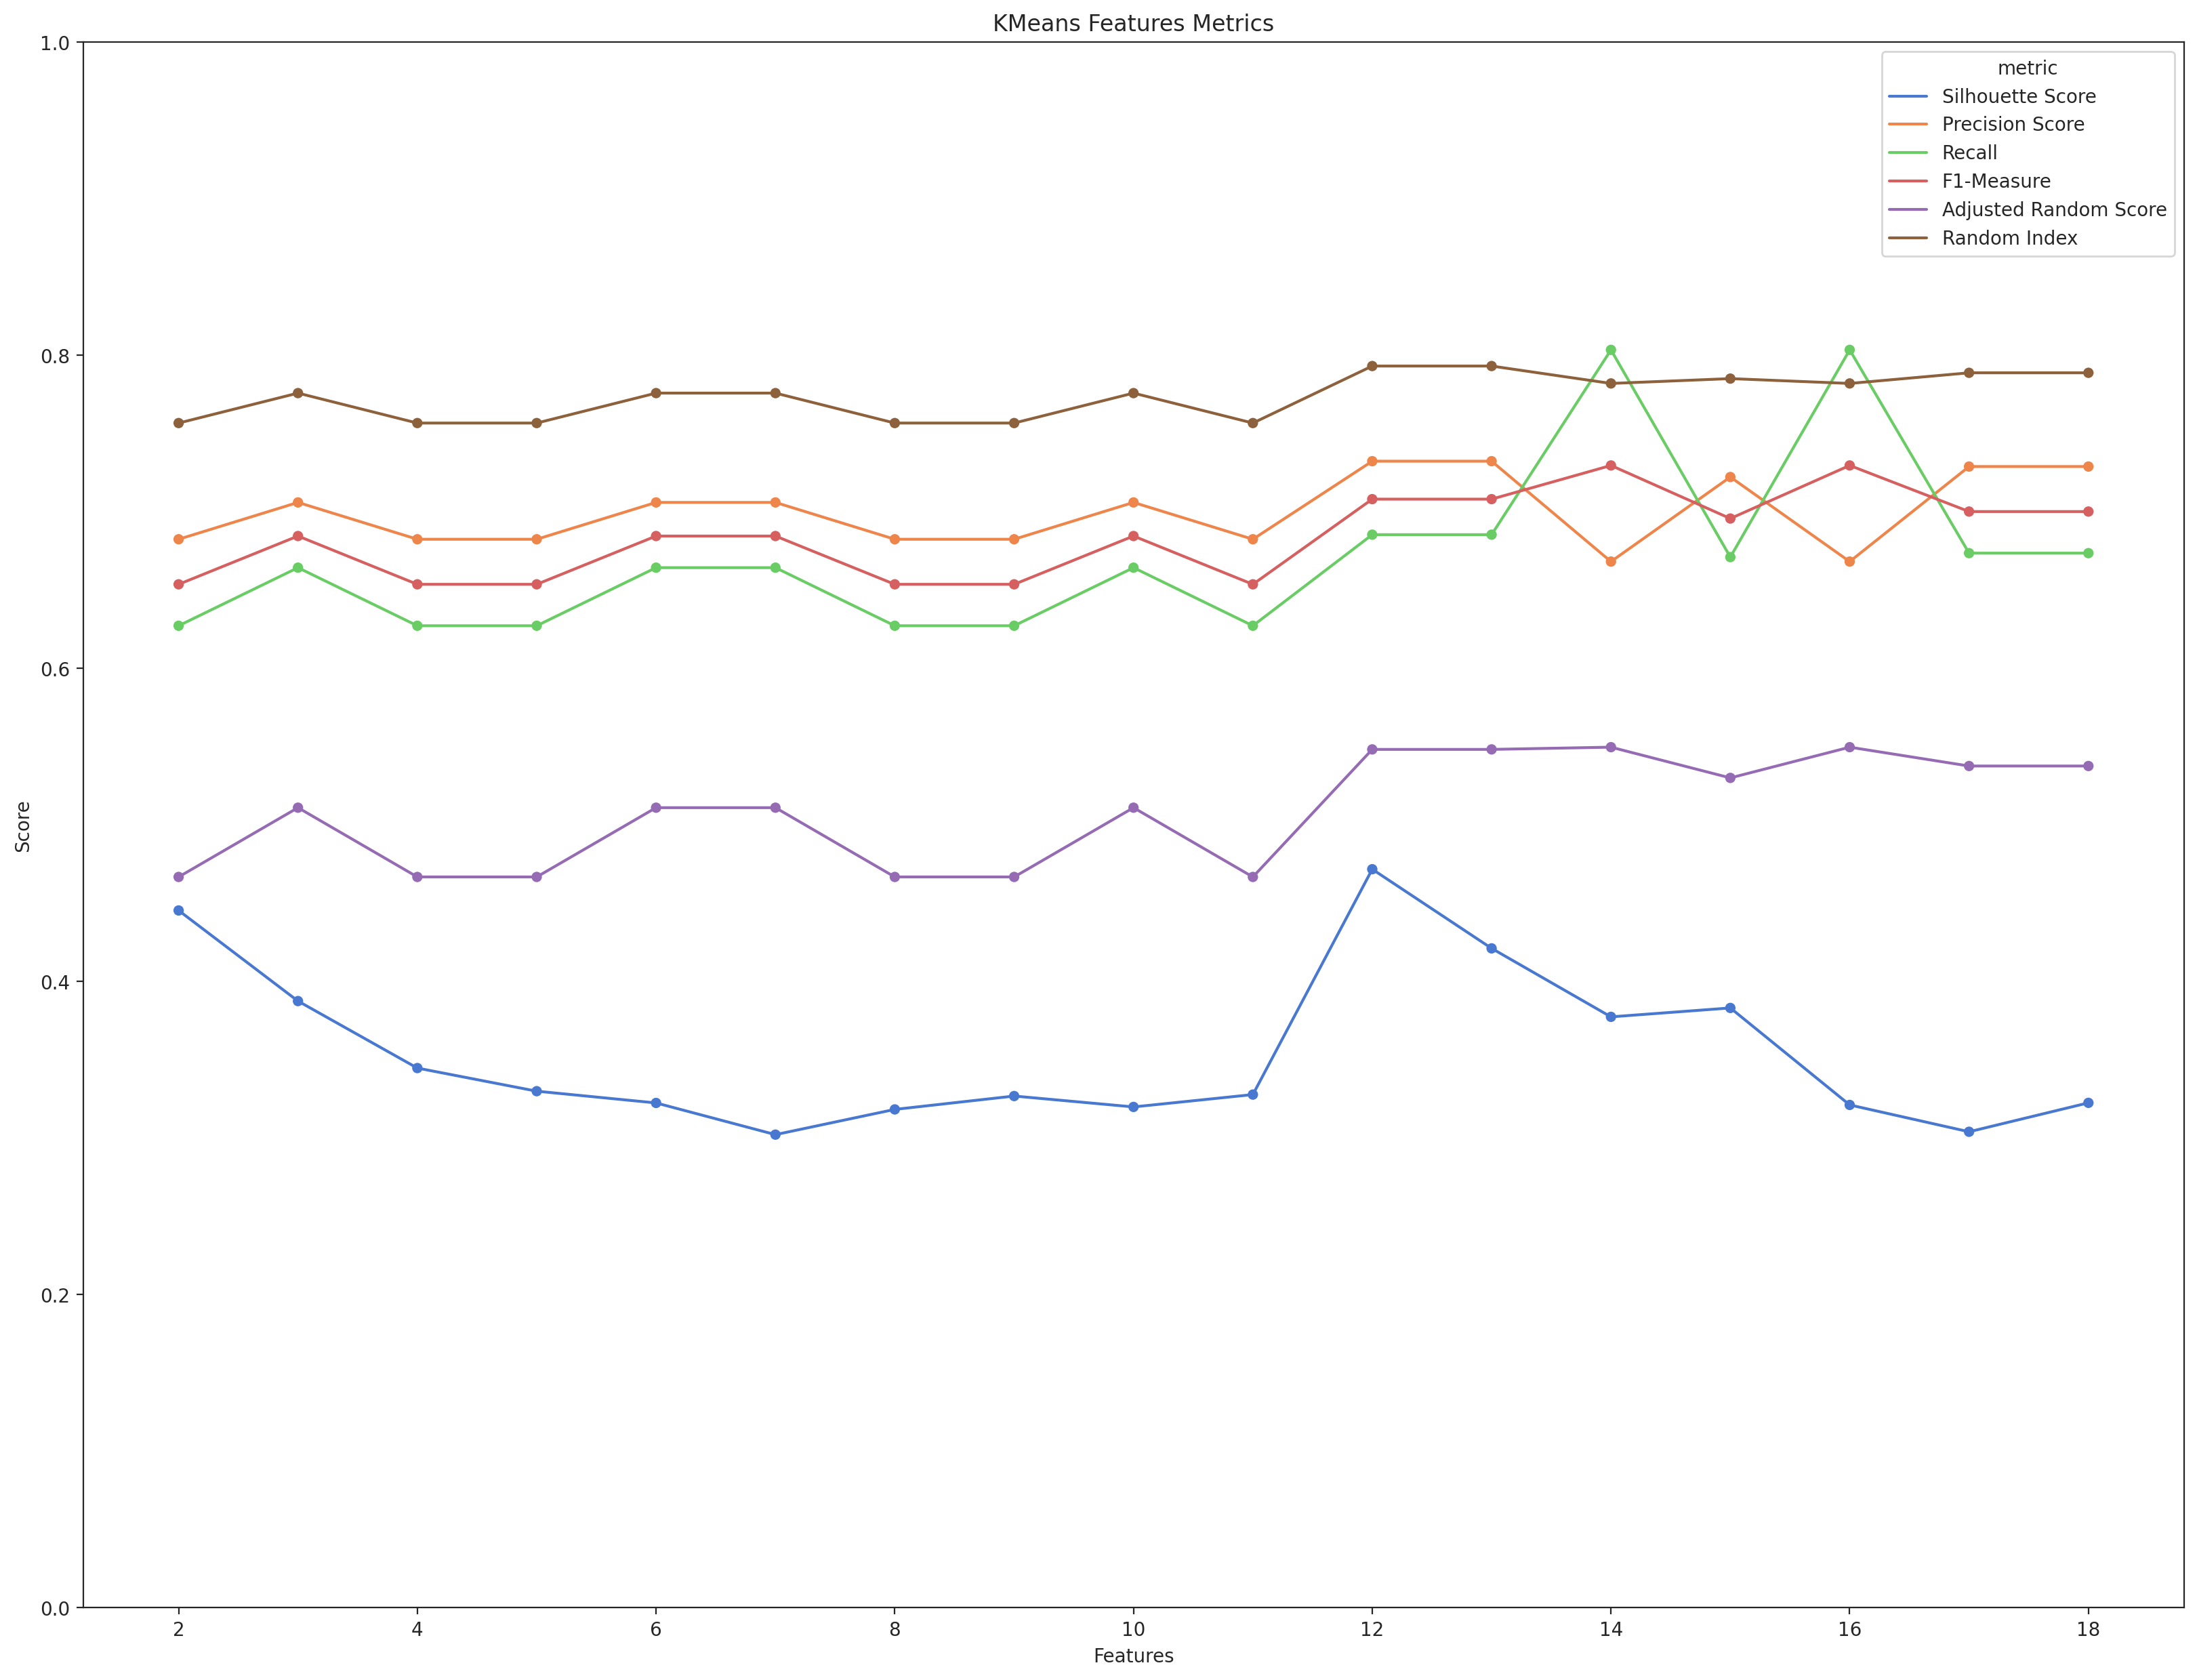 KMeans Features Metrics
1.0
0.8
0.6
0.4
0.2
0.0
Score
metric
Silhouette Score
Precision Score
Recall
F1-Measure
Adjusted Random Score
Random Index
2 4 6 8 10 12 14 16 18
Features